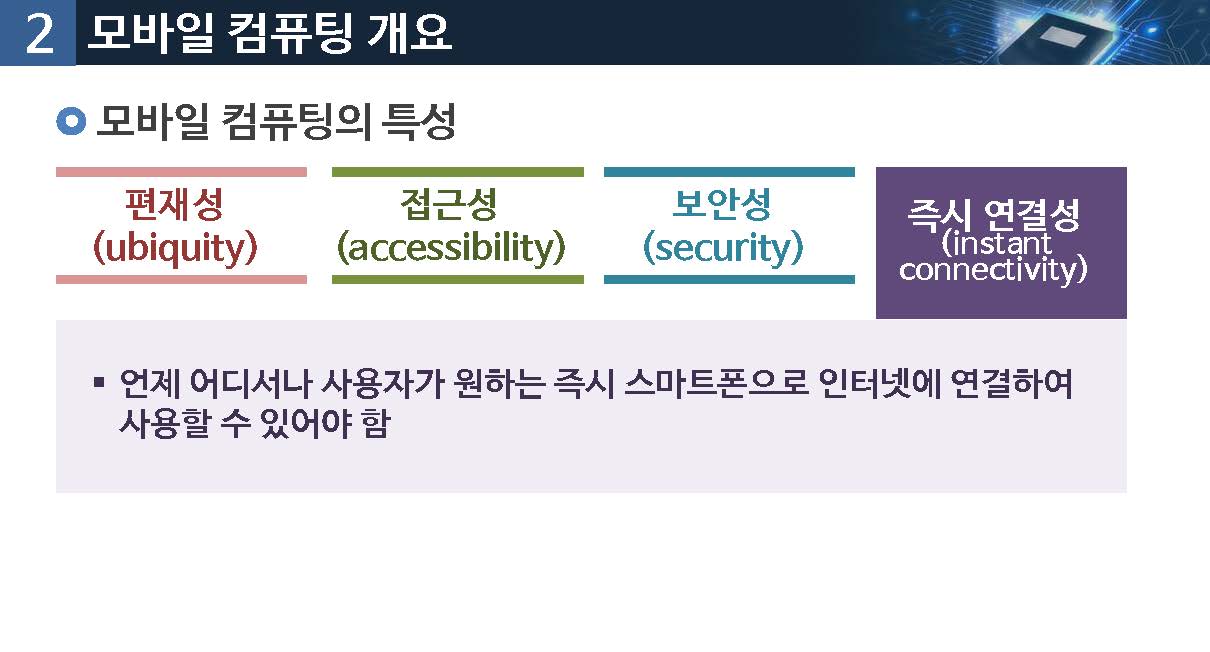 2 모바일 컴퓨팅 개요
모바일 컴퓨팅의 특성
편재성
(ubiquity)
접근성
(accessibility)
보안성
(security)
즉시 연결성
(instant
connectivity)
▪ 언제 어디서나 사용자가 원하는 즉시 스마트폰으로 인터넷에 연결하여
사용할 수 있어야 함